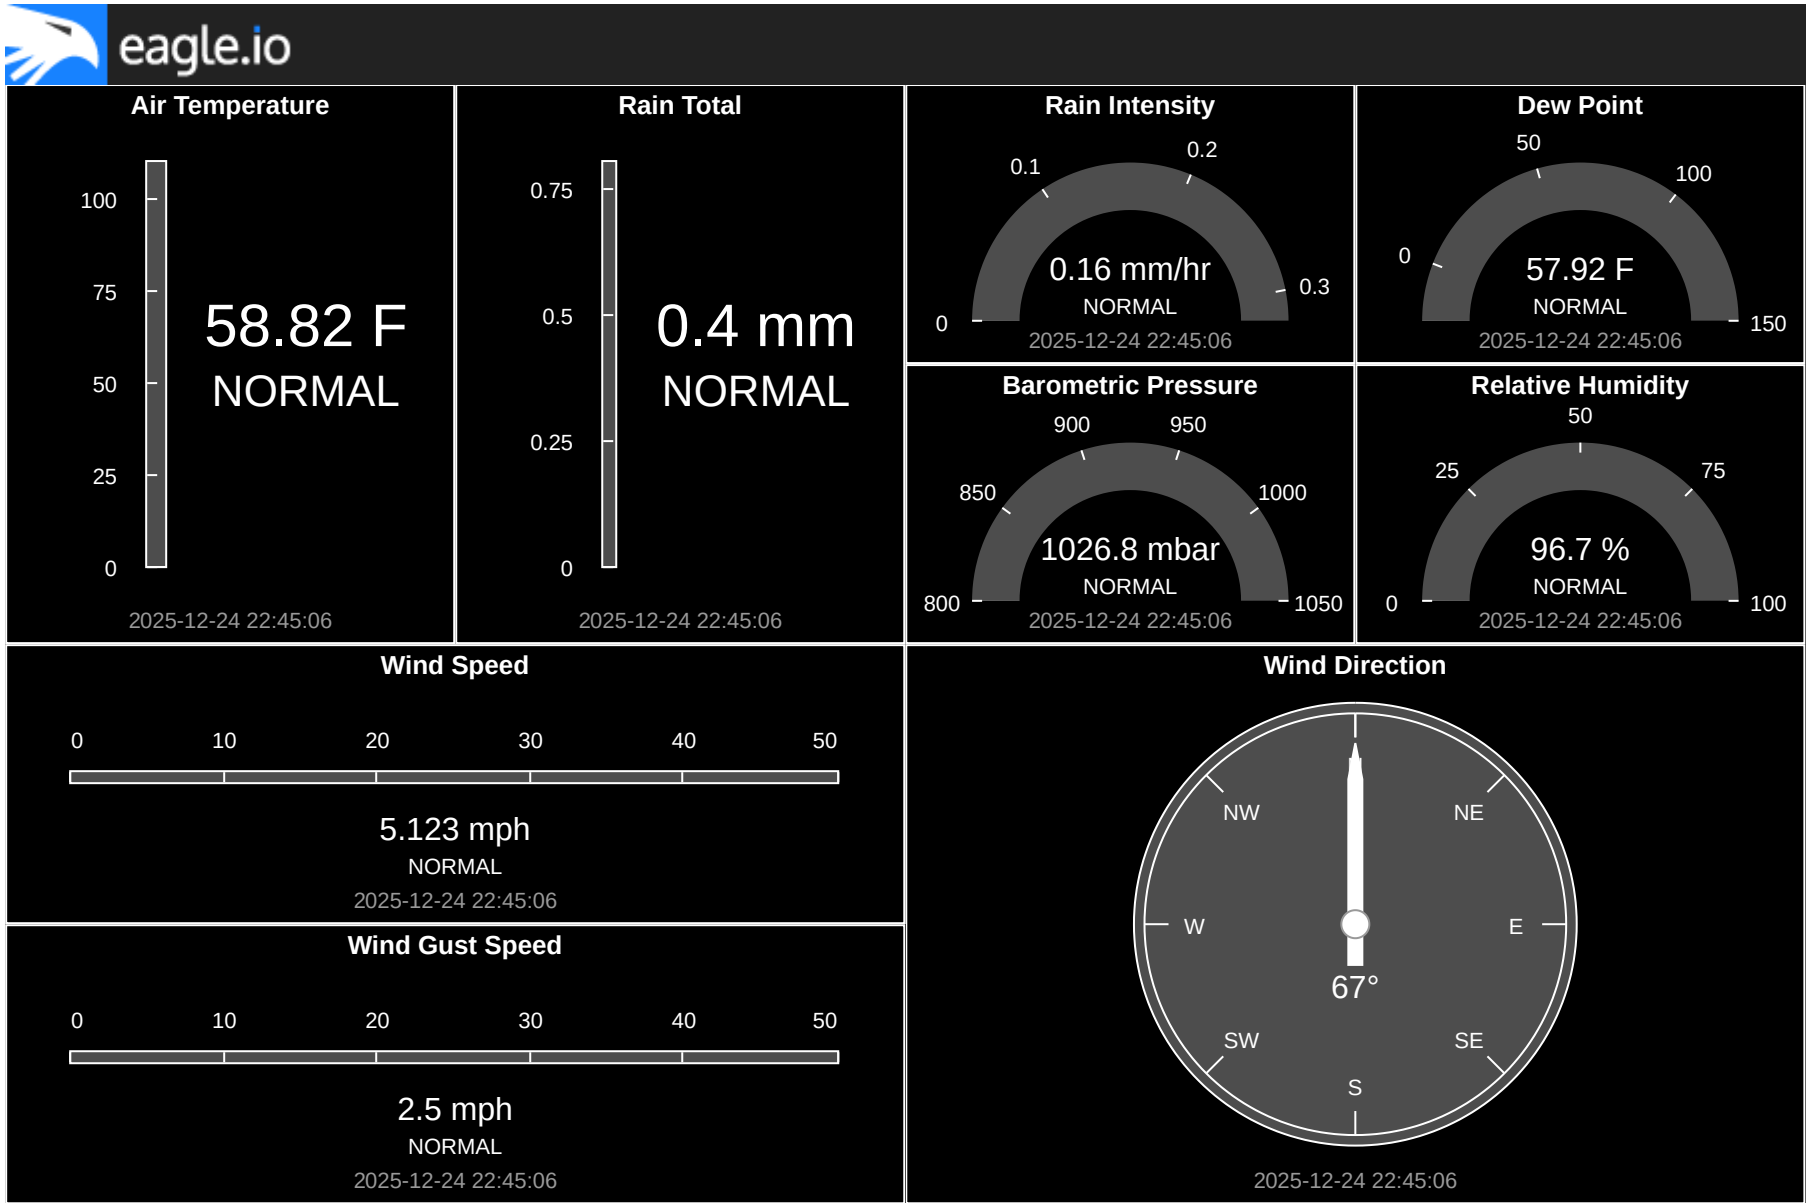 eagle.io
Air Temperature
100
75
50
25
0
58.82 F
NORMAL
2025-12-24 22:45:06
Rain Total
0.75
0.5
0.25
0
0.4 mm
NORMAL
2025-12-24 22:45:06
Rain Intensity
0
0.1
0.2
0.3
0.16 mm/hr
NORMAL
2025-12-24 22:45:06
Dew Point
0
50
100
150
57.92 F
NORMAL
2025-12-24 22:45:06
Barometric Pressure
800
850
900
950
1000
1050
1026.8 mbar
NORMAL
2025-12-24 22:45:06
Relative Humidity
0
25
50
75
100
96.7 %
NORMAL
2025-12-24 22:45:06
Wind Speed
0 10 20 30 40 50
5.123 mph
NORMAL
2025-12-24 22:45:06
Wind Gust Speed
0 10 20 30 40 50
2.5 mph
NORMAL
2025-12-24 22:45:06
Wind Direction
NW NE
W E
67°
SW SE
S
2025-12-24 22:45:06